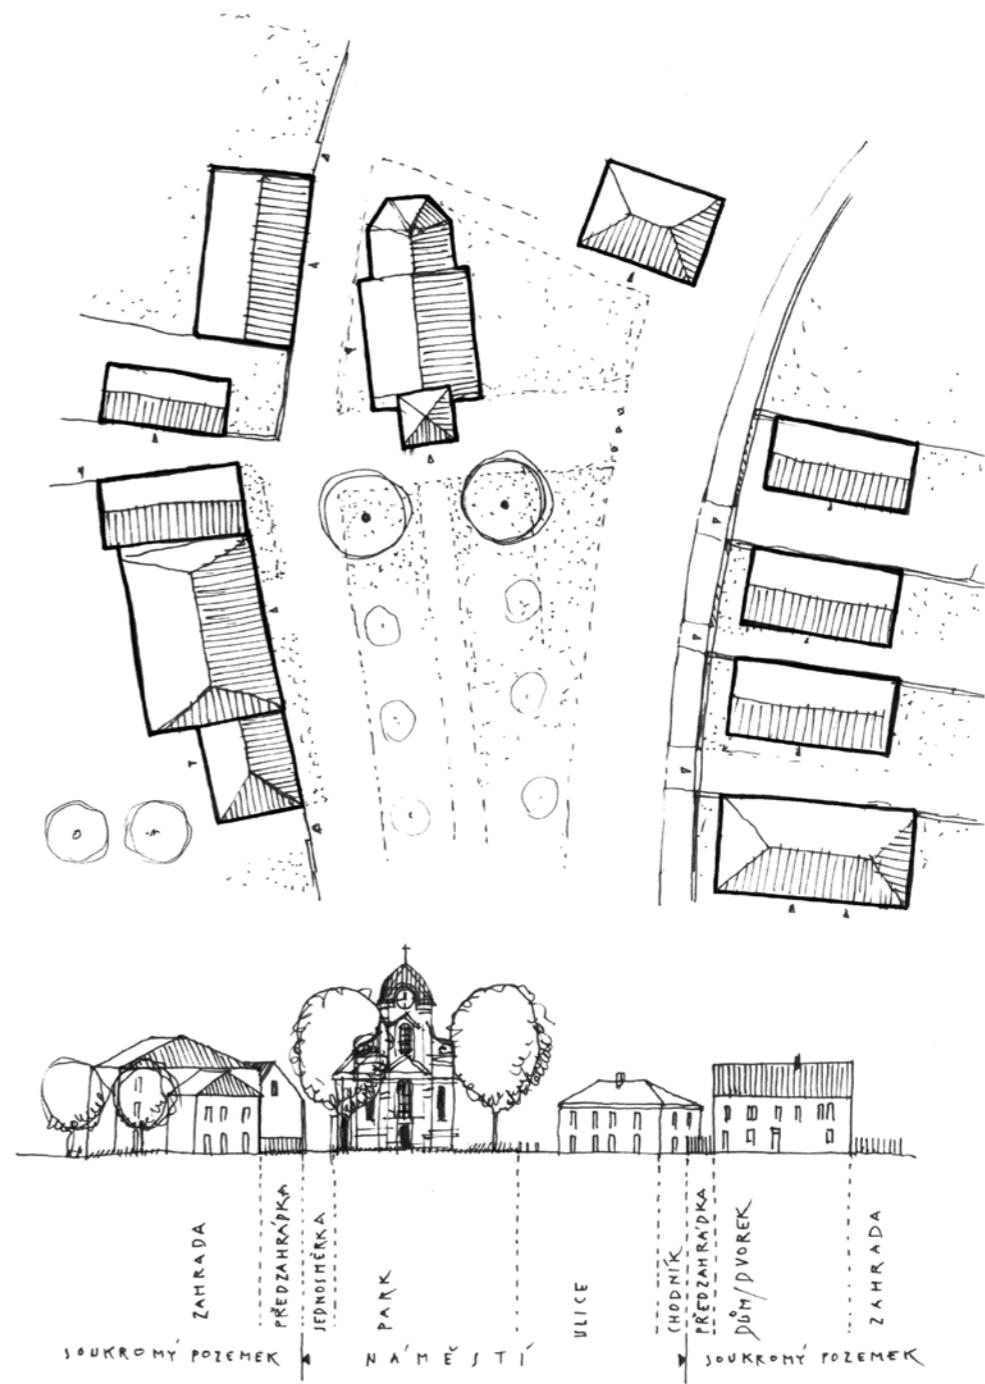 ZAHRADA
PŘEDZAHRÁDKA
JEDNOSMĚRKA
PARK
ULICE
CHODNÍK
PŘEDZAHRÁDKA
DŮM/DVOREK
ZAHRADA
SOUKROMÝ POZEMEK
NÁMĚSTÍ
SOUKROMÝ POZEMEK